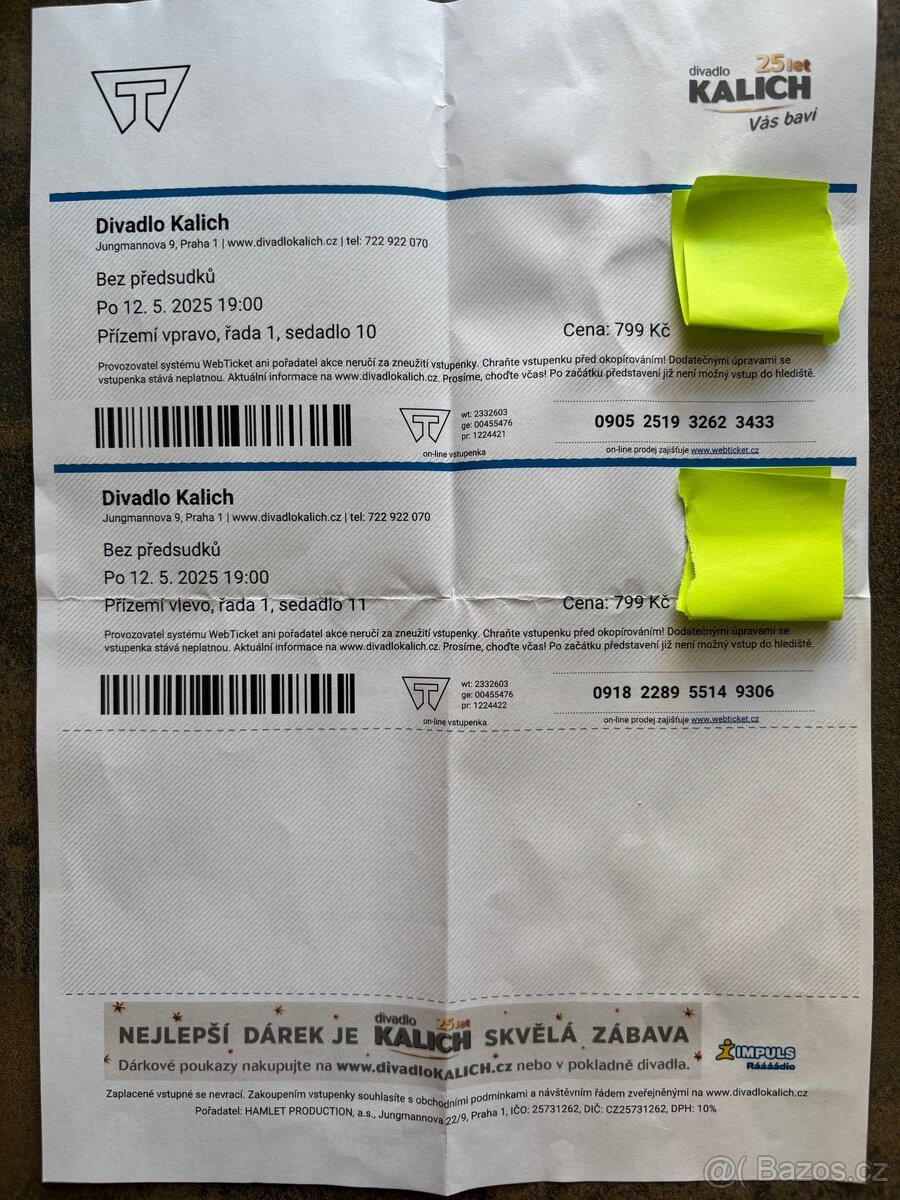 divadlo 25 let
KALICH
Vás baví
Divadlo Kalich
Jungmannova 9, Praha 1 | www.divadlokalich.cz | tel: 722 922 070
Bez předsudků
Po 12. 5. 2025 19:00
Přízemí vpravo, řada 1, sedadlo 10
Cena: 799 Kč
Provozovatel systému WebTicket ani pořadatel akce neručí za zneužití vstupenky. Chraňte vstupenku před okopírováním! Dodatečnými úpravami se
vstupenka stává neplatnou. Aktuální informace na www.divadlokalich.cz. Prosíme, choďte včas! Po začátku představení již není možný vstup do hlediště.
wt: 2332603
ge: 00455476
pr: 1224421
on-line vstupenka
0905 2519 3262 3433
on-line prodej zajišťuje www.webticket.cz
Divadlo Kalich
Jungmannova 9, Praha 1 | www.divadlokalich.cz | tel: 722 922 070
Bez předsudků
Po 12. 5. 2025 19:00
Přízemí vlevo, řada 1, sedadlo 11
Cena: 799 Kč
Provozovatel systému WebTicket ani pořadatel akce neručí za zneužití vstupenky. Chraňte vstupenku před okopírováním! Dodatečnými úpravami se
vstupenka stává neplatnou. Aktuální informace na www.divadlokalich.cz. Prosíme, choďte včas! Po začátku představení již není možný vstup do hlediště.
wt: 2332603
ge: 00455476
pr: 1224422
on-line vstupenka
0918 2289 5514 9306
on-line prodej zajišťuje www.webticket.cz
NEJLEPŠÍ DÁREK JE divadlo KALICH 25 let SKVĚLÁ ZÁBAVA
Dárkové poukazy nakupujte na www.divadloKALICH.cz nebo v pokladně divadla.
IMPULS
Ráááádio
Zaplacené vstupné se nevrací. Zakoupením vstupenky souhlasíte s obchodními podmínkami a návštěvním řádem zveřejněnými na www.divadlokalich.cz
Pořadatel: HAMLET PRODUCTION, a.s., Jungmannova 22/9, Praha 1, IČO: 25731262, DIČ: CZ25731262, DPH: 10%
@( Bazos.cz